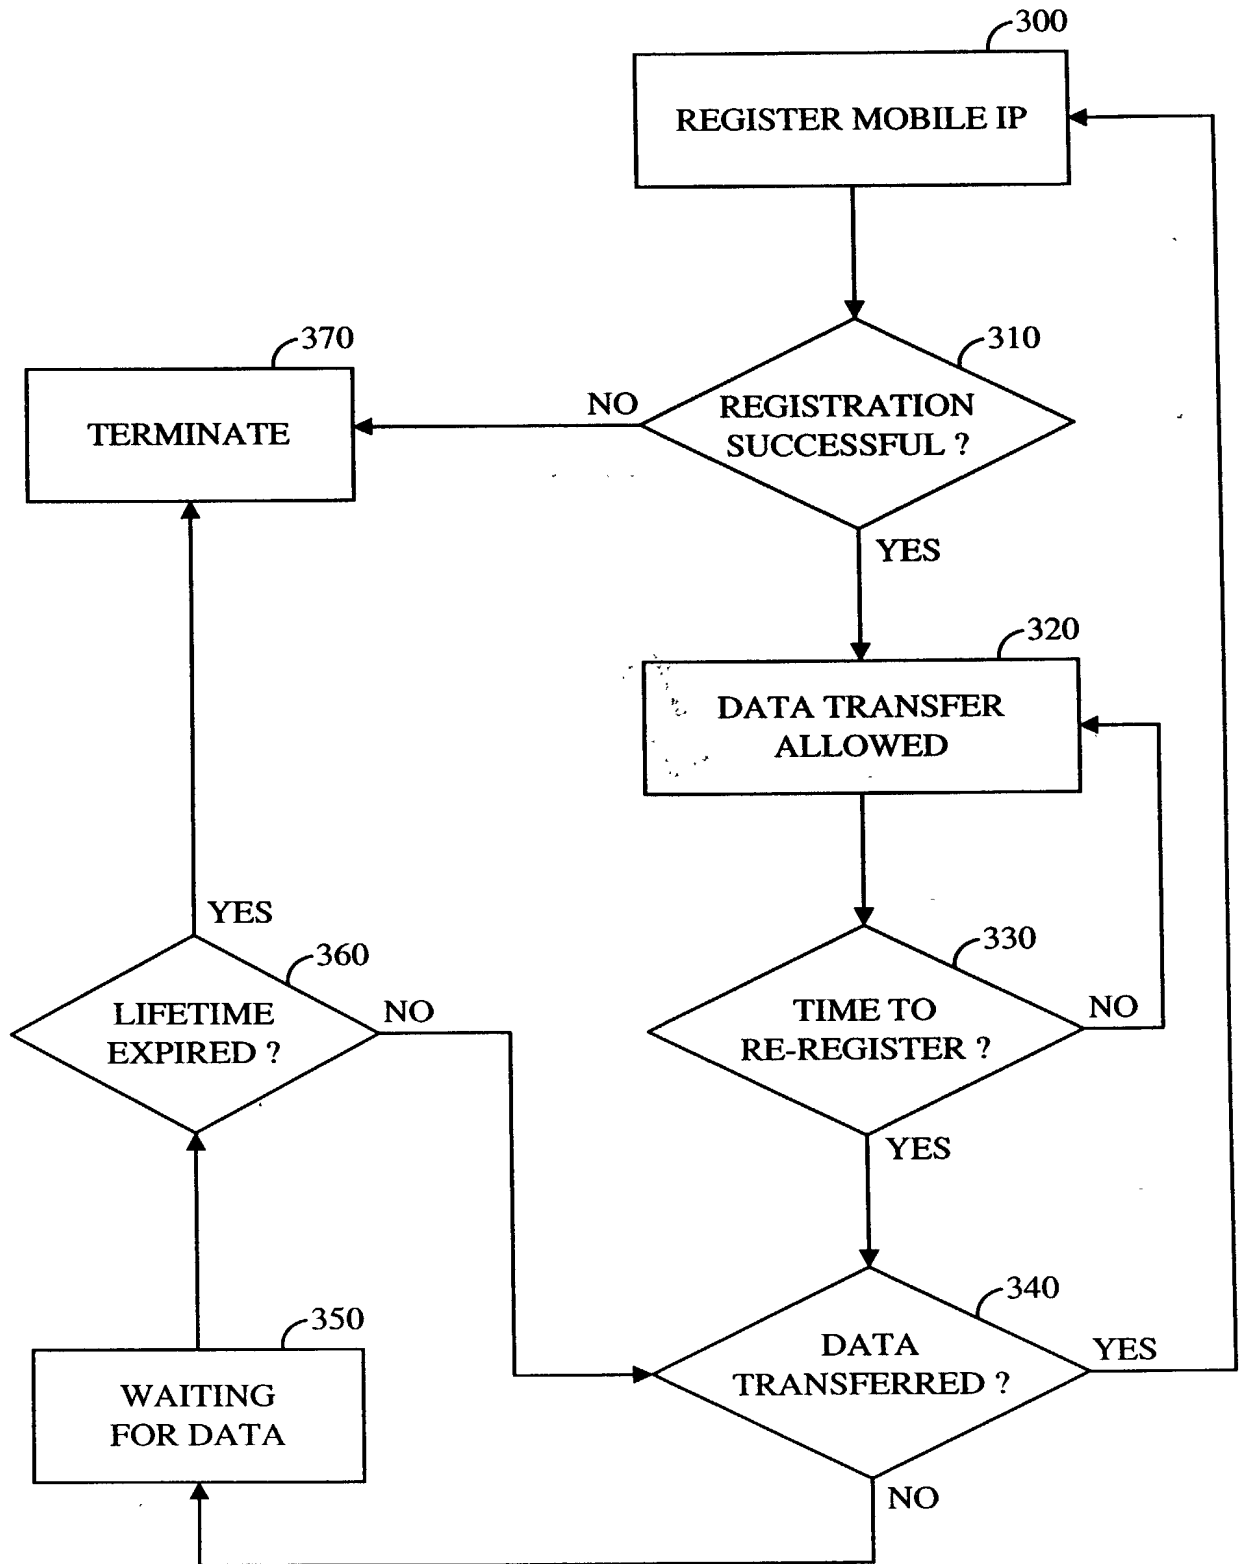 300
REGISTER MOBILE IP
310
REGISTRATION
SUCCESSFUL ?
NO
YES
370
TERMINATE
320
DATA TRANSFER
ALLOWED
330
TIME TO
RE-REGISTER ?
NO
YES
360
LIFETIME
EXPIRED ?
YES
NO
340
DATA
TRANSFERRED ?
YES
NO
350
WAITING
FOR DATA